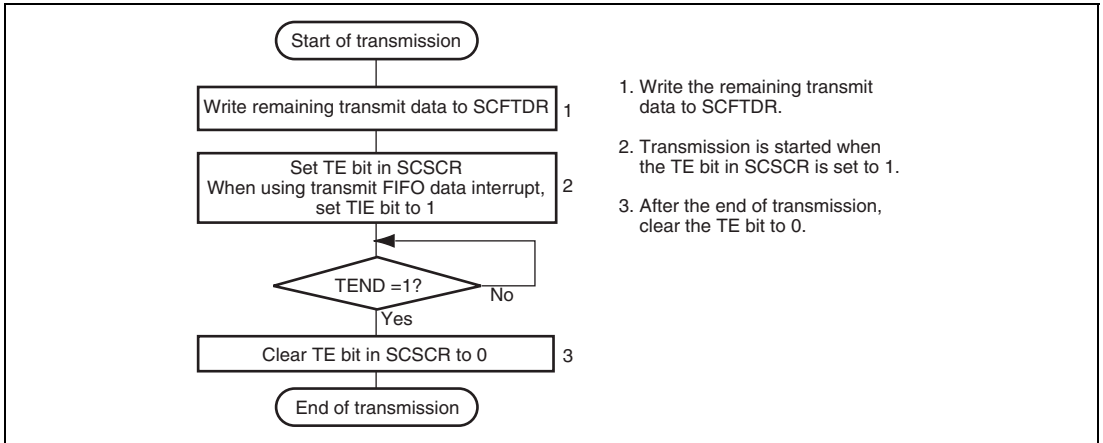 Start of transmission
Write remaining transmit data to SCFTDR
1
Set TE bit in SCSCR
When using transmit FIFO data interrupt,
set TIE bit to 1
2
TEND =1?
No
Yes
Clear TE bit in SCSCR to 0
3
End of transmission
1. Write the remaining transmit
data to SCFTDR.
2. Transmission is started when
the TE bit in SCSCR is set to 1.
3. After the end of transmission,
clear the TE bit to 0.